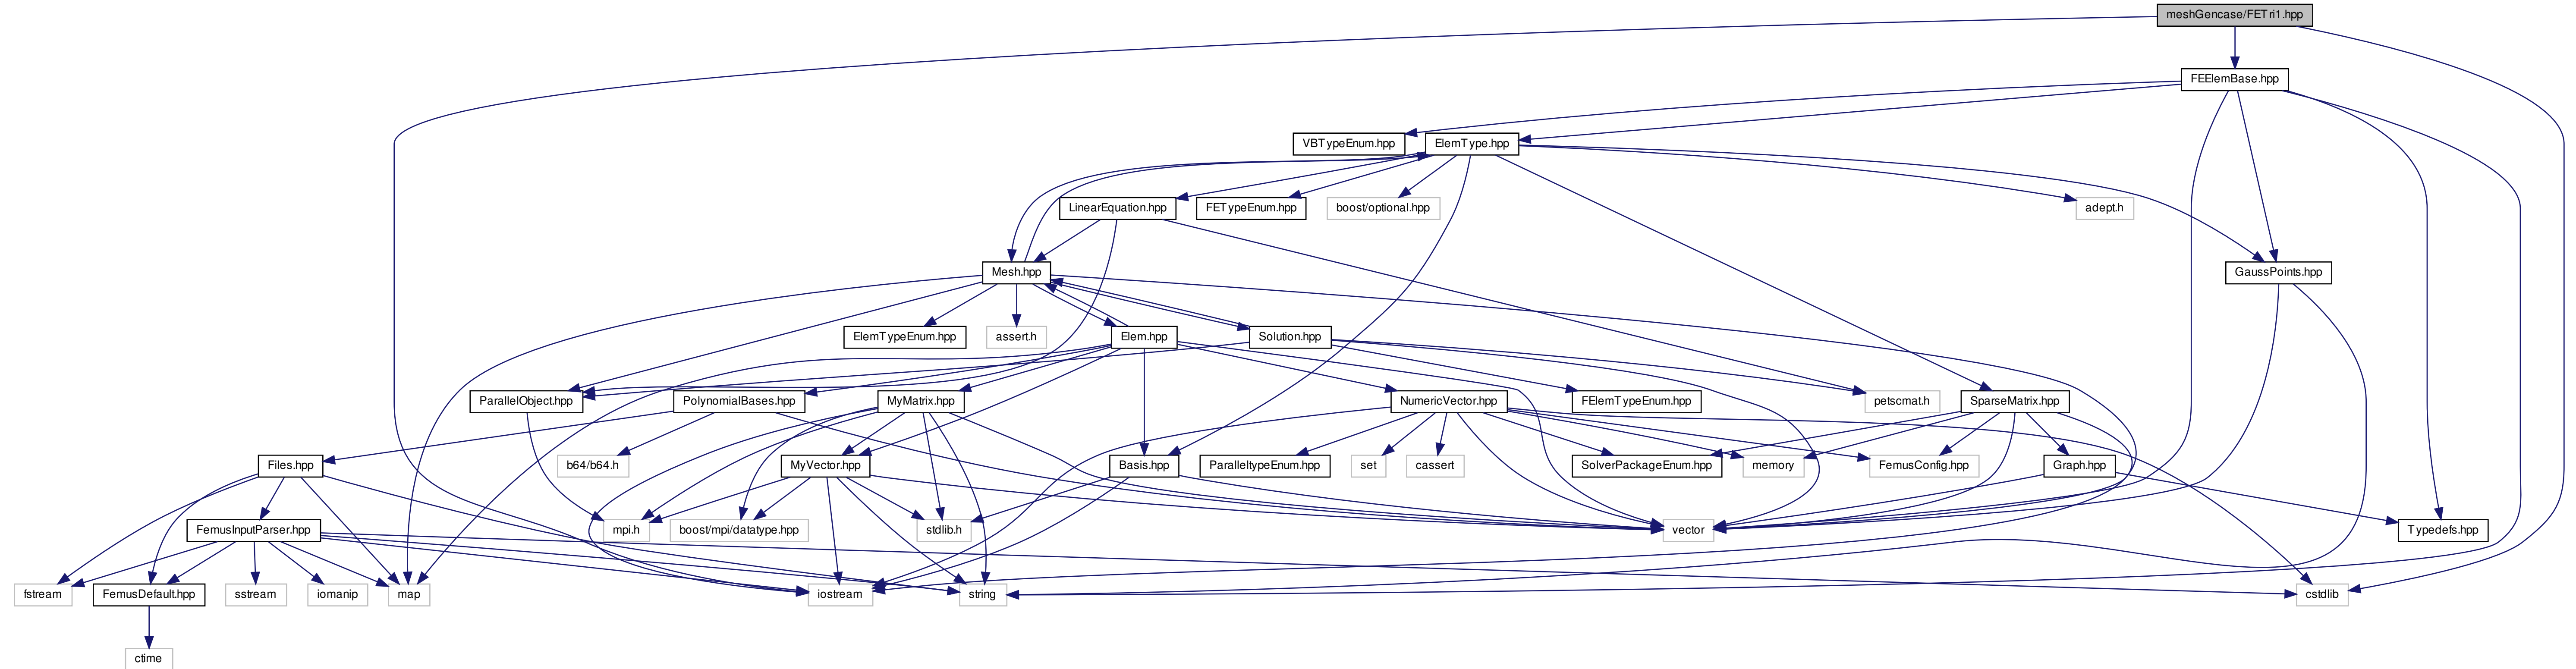 meshGencase/FETri1.hpp
FEElemBase.hpp
VBTypeEnum.hpp
ElemType.hpp
LinearEquation.hpp
FETypeEnum.hpp
boost/optional.hpp
adept.h
Mesh.hpp
GaussPoints.hpp
ElemTypeEnum.hpp
assert.h
Elem.hpp
Solution.hpp
ParallelObject.hpp
PolynomialBases.hpp
MyMatrix.hpp
NumericVector.hpp
FElemTypeEnum.hpp
petscmat.h
SparseMatrix.hpp
Files.hpp
b64/b64.h
MyVector.hpp
Basis.hpp
ParalleltypeEnum.hpp
set
cassert
SolverPackageEnum.hpp
memory
FemusConfig.hpp
Graph.hpp
FemusInputParser.hpp
mpi.h
boost/mpi/datatype.hpp
stdlib.h
vector
Typedefs.hpp
fstream
FemusDefault.hpp
sstream
iomanip
map
iostream
string
cstdlib
ctime